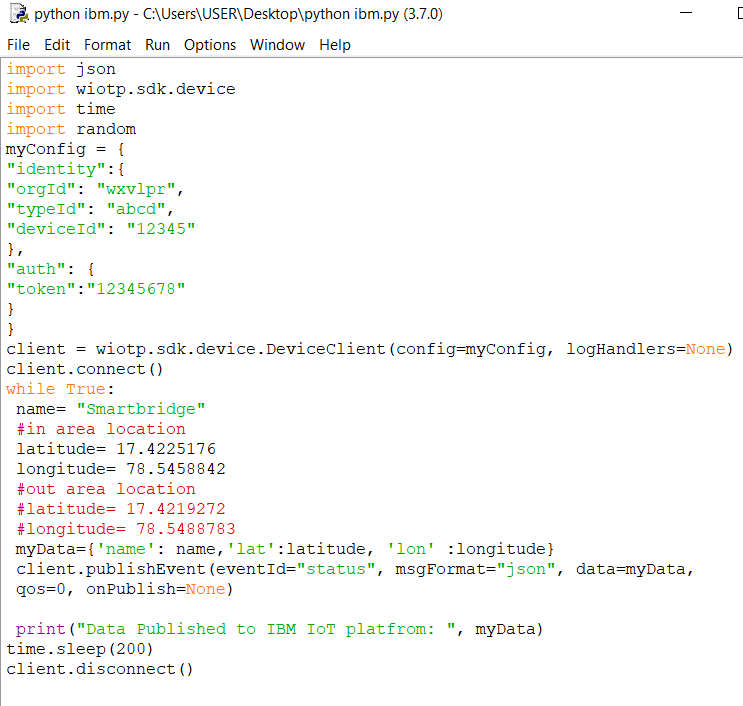 python ibm.py - C:\Users\USER\Desktop\python ibm.py (3.7.0)
File Edit Format Run Options Window Help
import json
import wiotp.sdk.device
import time
import random
myConfig = {
"identity":{
"orgId": "wxvlpr",
"typeId": "abcd",
"deviceId": "12345"
},
"auth": {
"token":"12345678"
}
}
client = wiotp.sdk.device.DeviceClient(config=myConfig, logHandlers=None)
client.connect()
while True:
 name= "Smartbridge"
 #in area location
 latitude= 17.4225176
 longitude= 78.5458842
 #out area location
 #latitude= 17.4219272
 #longitude= 78.5488783
 myData={'name': name,'lat':latitude, 'lon' :longitude}
 client.publishEvent(eventId="status", msgFormat="json", data=myData,
 qos=0, onPublish=None)
 print("Data Published to IBM IoT platfrom: ", myData)
time.sleep(200)
client.disconnect()